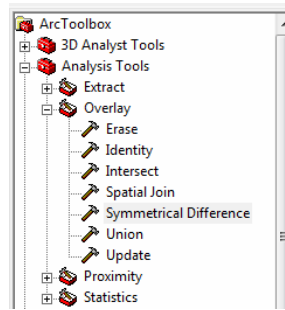 ArcToolbox
3D Analyst Tools
Analysis Tools
Extract
Overlay
Erase
Identity
Intersect
Spatial Join
Symmetrical Difference
Union
Update
Proximity
Statistics